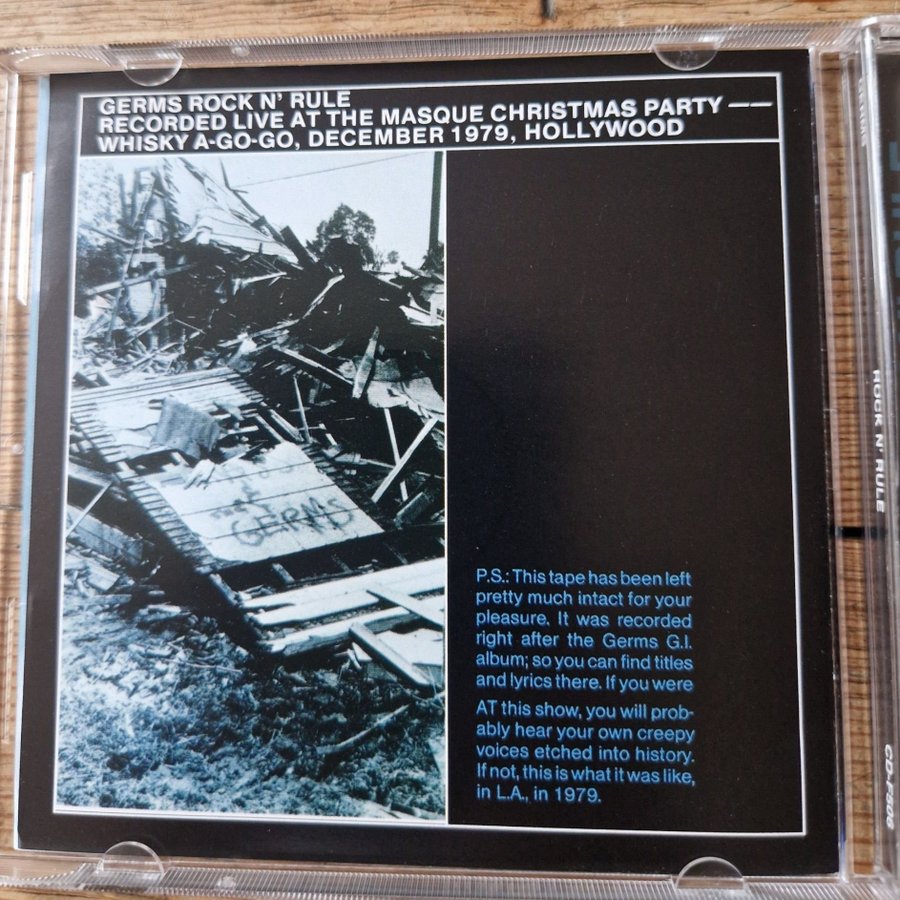 GERMS ROCK N' RULE
RECORDED LIVE AT THE MASQUE CHRISTMAS PARTY ——
WHISKY A-GO-GO, DECEMBER 1979, HOLLYWOOD
GERMS
P.S.: This tape has been left
pretty much intact for your
pleasure. It was recorded
right after the Germs G.I.
album; so you can find titles
and lyrics there. If you were
AT this show, you will prob-
ably hear your own creepy
voices etched into history.
If not, this is what it was like,
in L.A., in 1979.
ROCK N' RULE